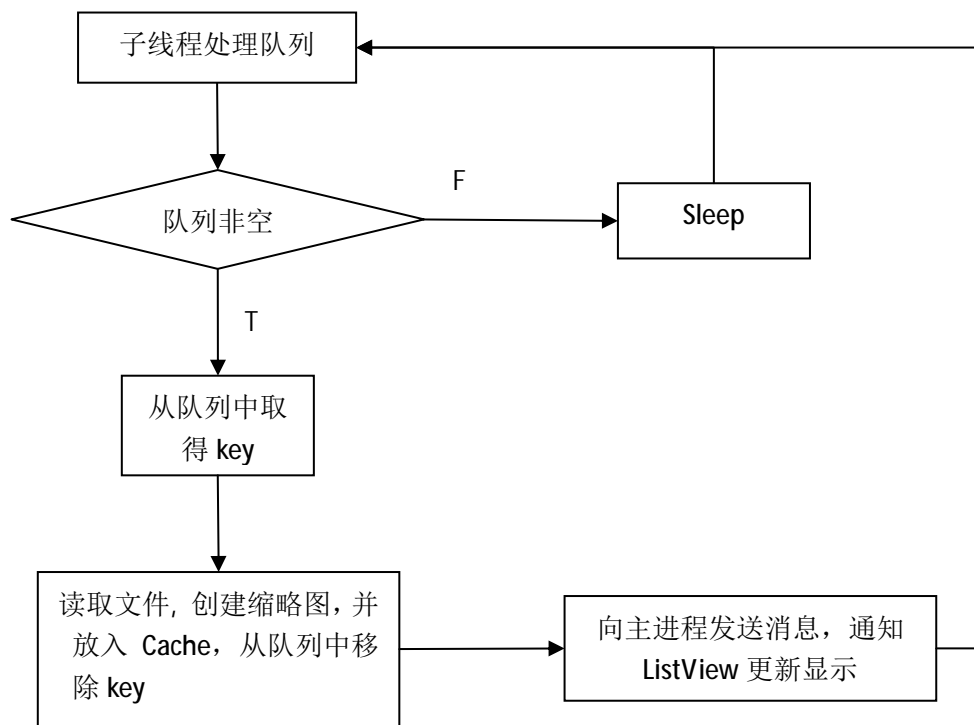 子线程处理队列
队列非空
F
Sleep
T
从队列中取
得 key
读取文件, 创建缩略图，并
放入 Cache，从队列中移
除 key
向主进程发送消息，通知
ListView 更新显示